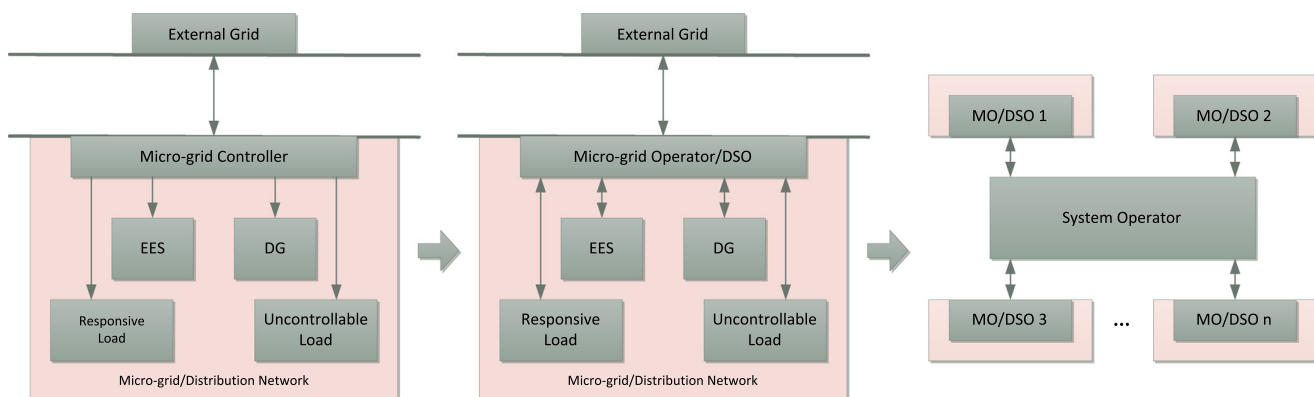 External Grid
Micro-grid Controller
EES
DG
Responsive
Load
Uncontrollable
Load
Micro-grid/Distribution Network
External Grid
Micro-grid Operator/DSO
EES
DG
Responsive
Load
Uncontrollable
Load
Micro-grid/Distribution Network
MO/DSO 1
MO/DSO 2
System Operator
MO/DSO 3
...
MO/DSO n